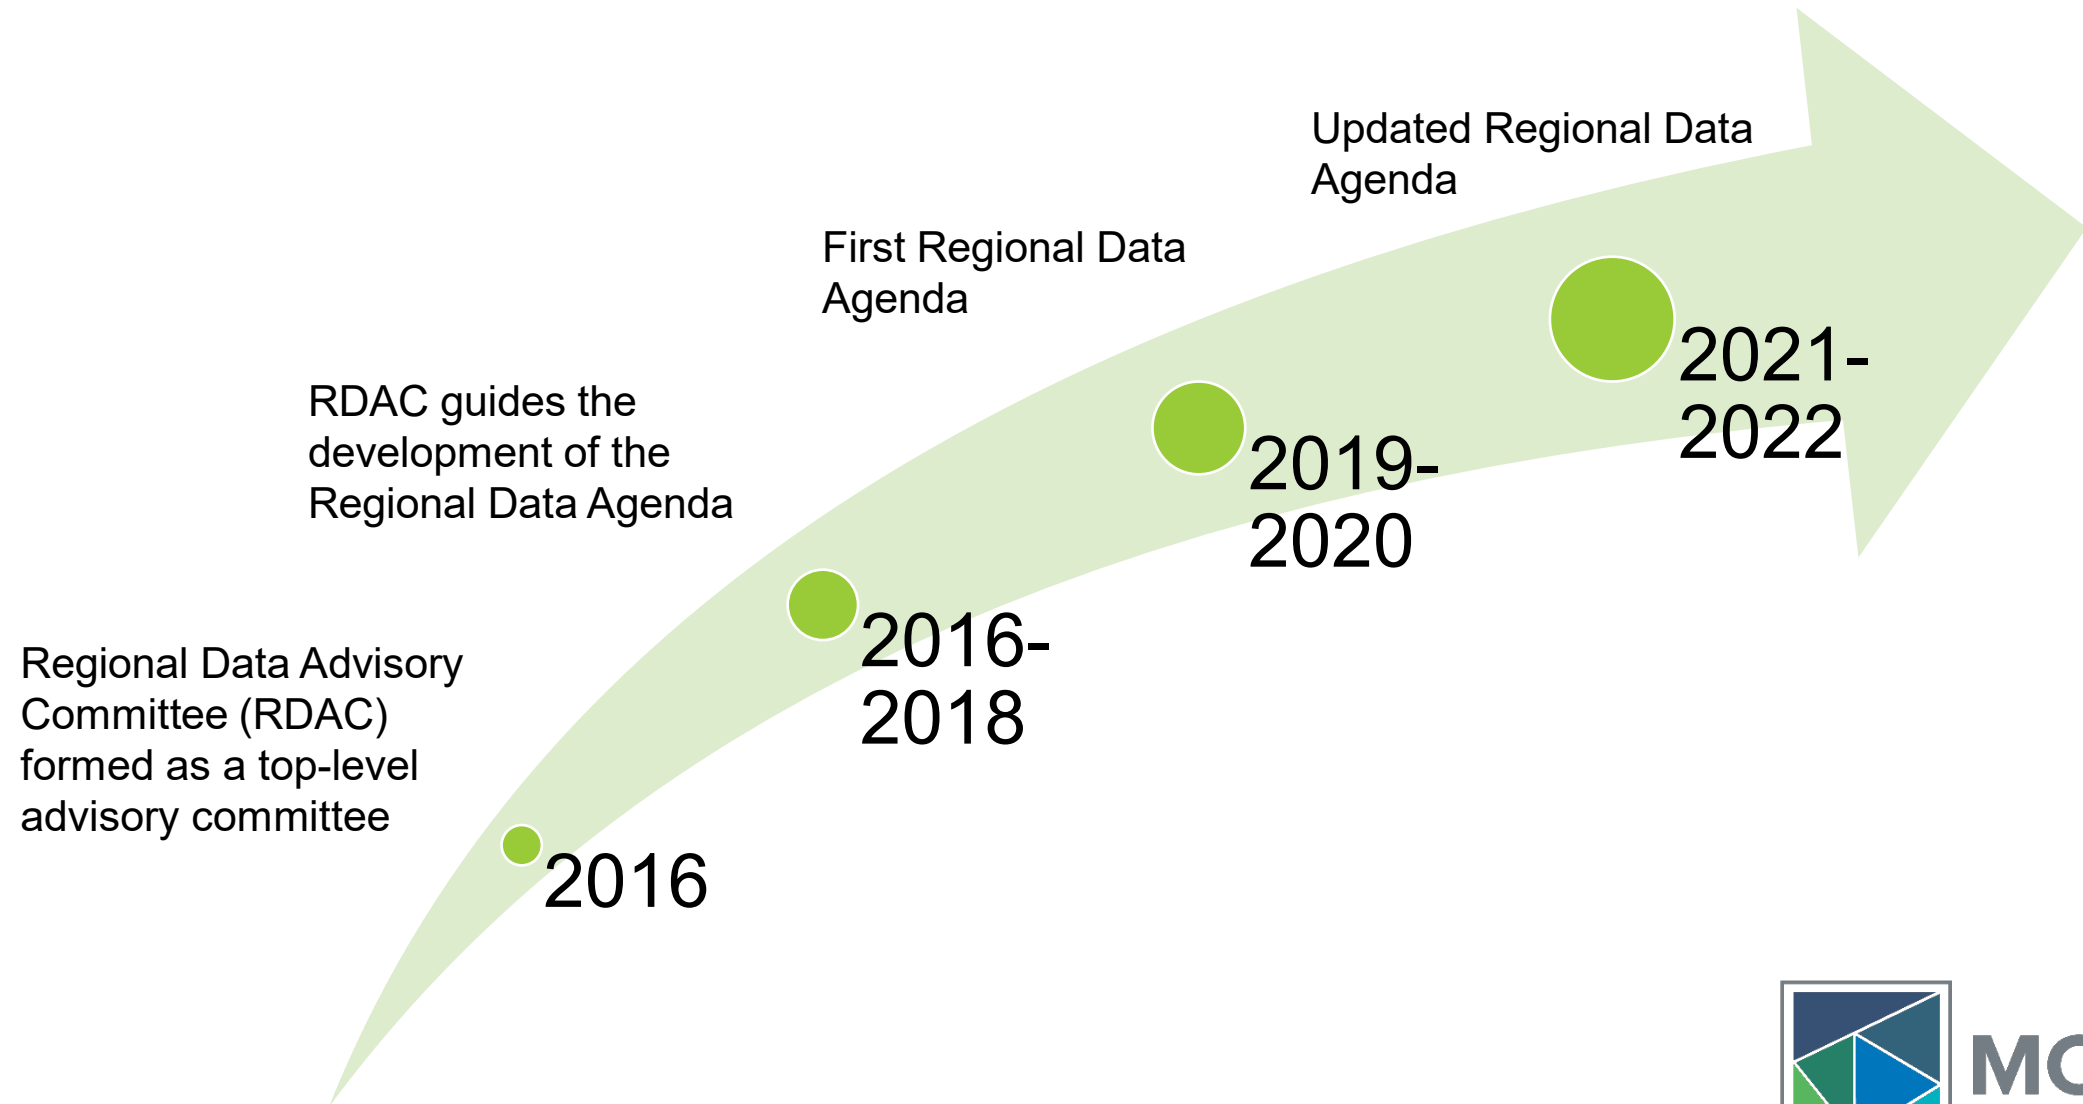 Updated Regional Data
Agenda
First Regional Data
Agenda
RDAC guides the
development of the
Regional Data Agenda
Regional Data Advisory
Committee (RDAC)
formed as a top-level
advisory committee
2016
2016-
2018
2019-
2020
2021-
2022